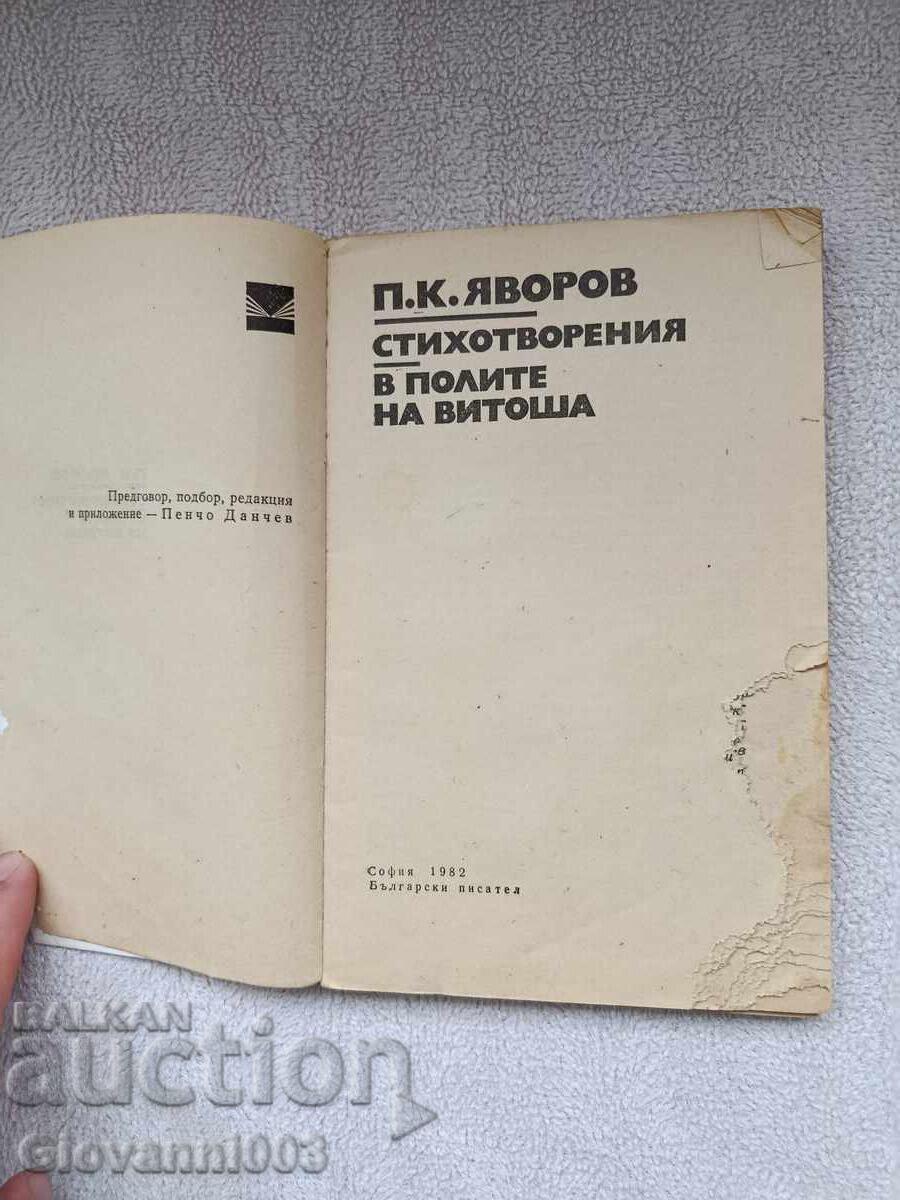 Предговор, подбор, редакция
и приложение — Пенчо Данчев
П.К.ЯВОРОВ
СТИХОТВОРЕНИЯ
В ПОЛИТЕ
НА ВИТОША
София 1982
Български писател
BALKAN
auction
Giovanni003